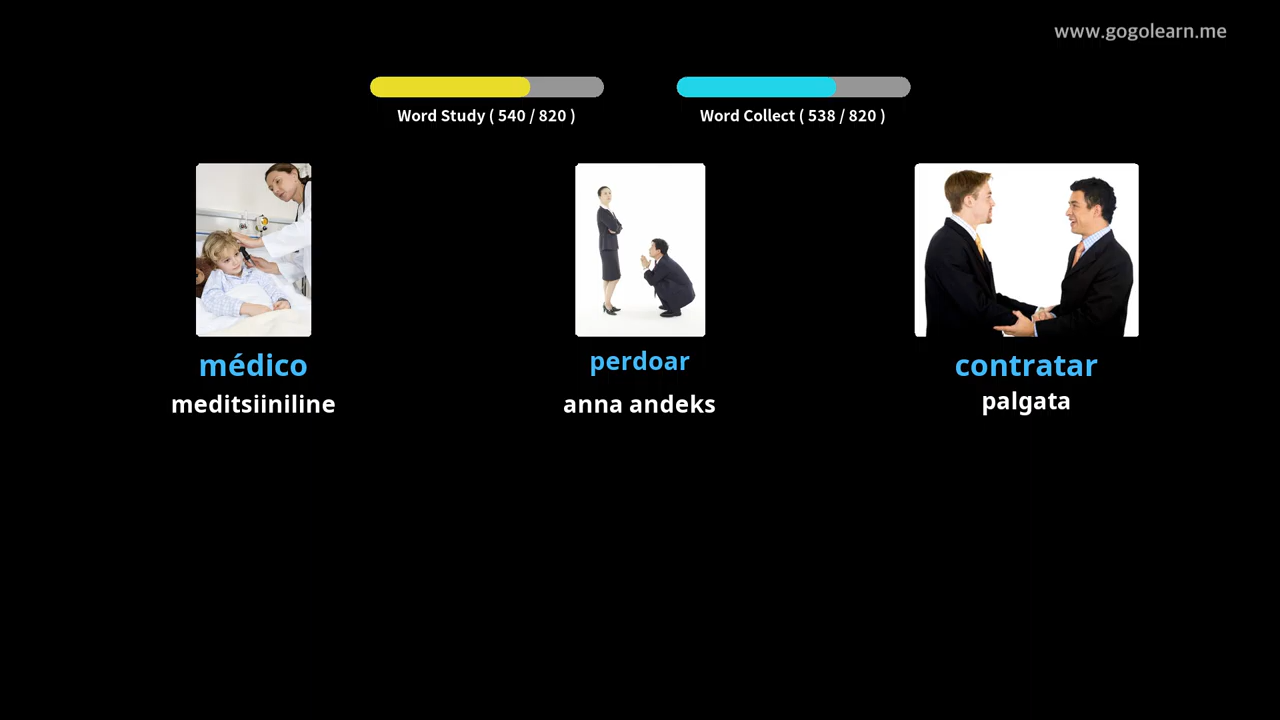 www.gogolearn.me
Word Study ( 540 / 820 )
Word Collect ( 538 / 820 )
médico
perdoar
contratar
meditsiiniline
anna andeks
palgata